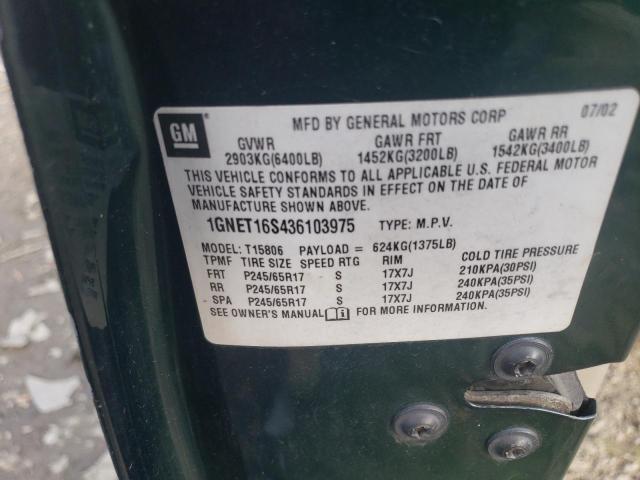 GM
MFD BY GENERAL MOTORS CORP 07/02
GVWR GAWR FRT GAWR RR
2903KG(6400LB) 1452KG(3200LB) 1542KG(3400LB)
THIS VEHICLE CONFORMS TO ALL APPLICABLE U.S. FEDERAL MOTOR
VEHICLE SAFETY STANDARDS IN EFFECT ON THE DATE OF
MANUFACTURE SHOWN ABOVE.
1GNET16S436103975 TYPE: M.P.V.
MODEL: T15806 PAYLOAD = 624KG(1375LB)
TPMF TIRE SIZE SPEED RTG RIM COLD TIRE PRESSURE
FRT P245/65R17 S 17X7J 210KPA(30PSI)
RR P245/65R17 S 17X7J 240KPA(35PSI)
SPA P245/65R17 S 17X7J 240KPA(35PSI)
SEE OWNER'S MANUAL i FOR MORE INFORMATION.